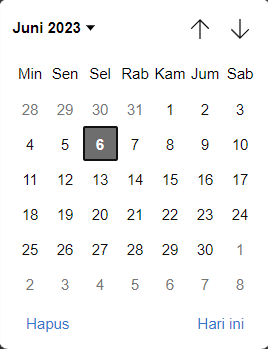 Juni 2023
Min Sen Sel Rab Kam Jum Sab
28 29 30 31 1 2 3
4 5 6 7 8 9 10
11 12 13 14 15 16 17
18 19 20 21 22 23 24
25 26 27 28 29 30 1
2 3 4 5 6 7 8
Hapus Hari ini